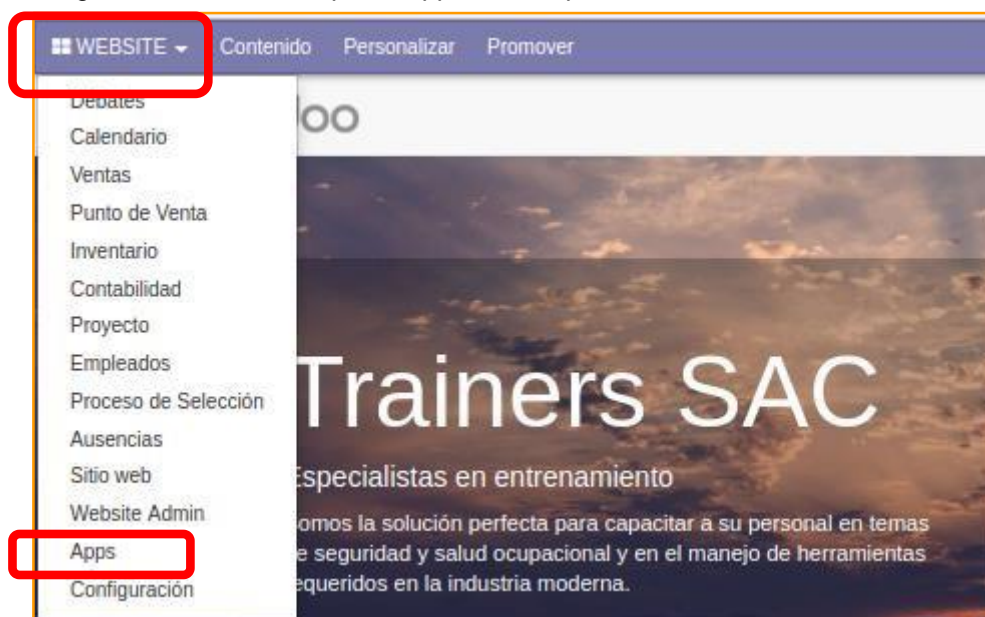 WEBSITE Contenido Personalizar Promover
Debates
Calendario
Ventas
Punto de Venta
Inventario
Contabilidad
Proyecto
Empleados
Proceso de Selección
Ausencias
Sitio web
Website Admin
Apps
Configuración
Trainers SAC
Especialistas en entrenamiento
omos la solución perfecta para capacitar a su personal en temas
e seguridad y salud ocupacional y en el manejo de herramientas
equeridos en la industria moderna.